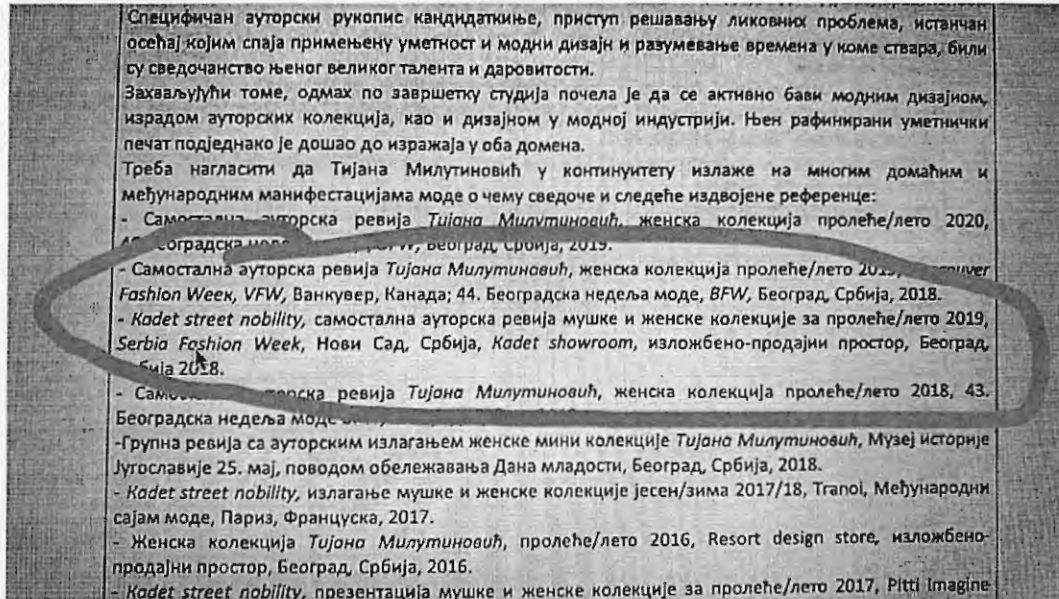 Специфичан ауторски рукопис кандидаткиње, приступ решавању ликовних проблема, истанчан
осећај којим спаја примењену уметност и модни дизајн и разумевање времена у коме ствара, били
су сведочанство њеног великог талента и даровитости.
Захваљујући томе, одмах по завршетку студија почела је да се активно бави модним дизајном,
израдом ауторских колекција, као и дизајном у модној индустрији. Њен рафинирани уметнички
печат подједнако је дошао до изражаја у оба домена.
Треба нагласити да Тијана Милутиновић у континуитету излаже на многим домаћим и
међународним манифестацијама моде о чему сведоче и следеће издвојене референце:
- Самостална ауторска ревија Тијана Милутиновић, женска колекција пролеће/лето 2020,
Београд, Србија, 2019.
- Самостална ауторска ревија Тијана Милутиновић, женска колекција пролеће/лето
Fashion Week, VFW, Ванкувер, Канада; 44. Београдска недеља моде, BFW, Београд, Србија, 2018.
- Kadet street nobility, самостална ауторска ревија мушке и женске колекције за пролеће/лето 2019,
Serbia Fashion Week, Нови Сад, Србија, Kadet showroom, изложбено-продајни простор, Београд,
2018.
- ревија Тијана Милутиновић, женска колекција пролеће/лето 2018, 43.
Београдска недеља моде
-Групна ревија са ауторским излагањем женске мини колекције Тијана Милутиновић, Музеј историје
Југославије 25. мај, поводом обележавања Дана младости, Београд, Србија, 2018.
- Kadet street nobility, излагање мушке и женске колекције јесен/зима 2017/18, Tranoi, Међународни
сајам моде, Париз, Француска, 2017.
- Женска колекција Тијана Милутиновић, пролеће/лето 2016, Resort design store, изложбено-
продајни простор, Београд, Србија, 2016.
- Kadet street nobility, презентација мушке и женске колекције за пролеће/лето 2017, Pitti Imagine